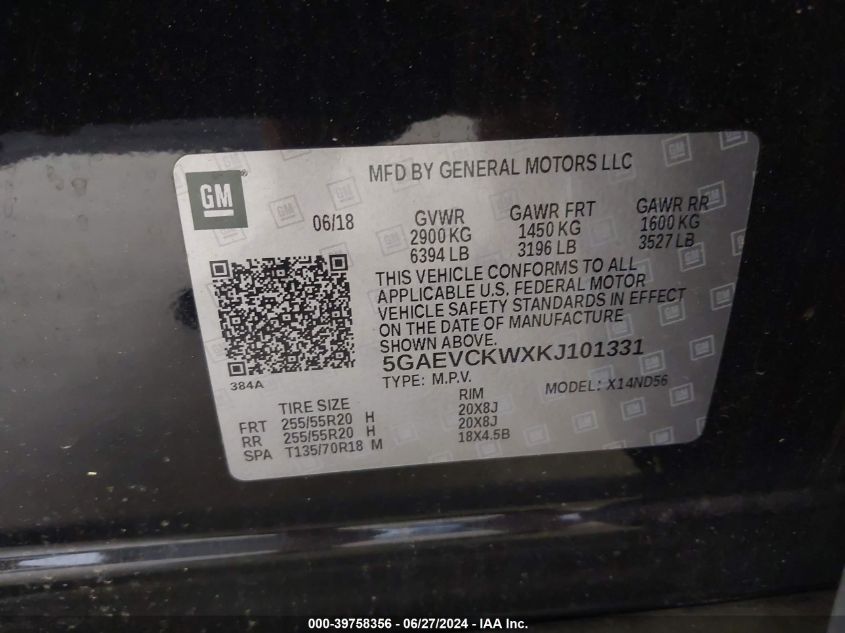 MFD BY GENERAL MOTORS LLC
GM
06/18
GVWR
2900 KG
6394 LB
GAWR FRT
1450 KG
3196 LB
GAWR RR
1600 KG
3527 LB
THIS VEHICLE CONFORMS TO ALL
APPLICABLE U.S. FEDERAL MOTOR
VEHICLE SAFETY STANDARDS IN EFFECT
ON THE DATE OF MANUFACTURE
SHOWN ABOVE.
5GAEVCKWXKJ101331
384A
TYPE: M.P.V.
MODEL: X14ND56
TIRE SIZE RIM
FRT 255/55R20 H 20X8J
RR 255/55R20 H 20X8J
SPA T135/70R18 M 18X4.5B
000-39758356 / 06/27/2024 - IAA Inc.